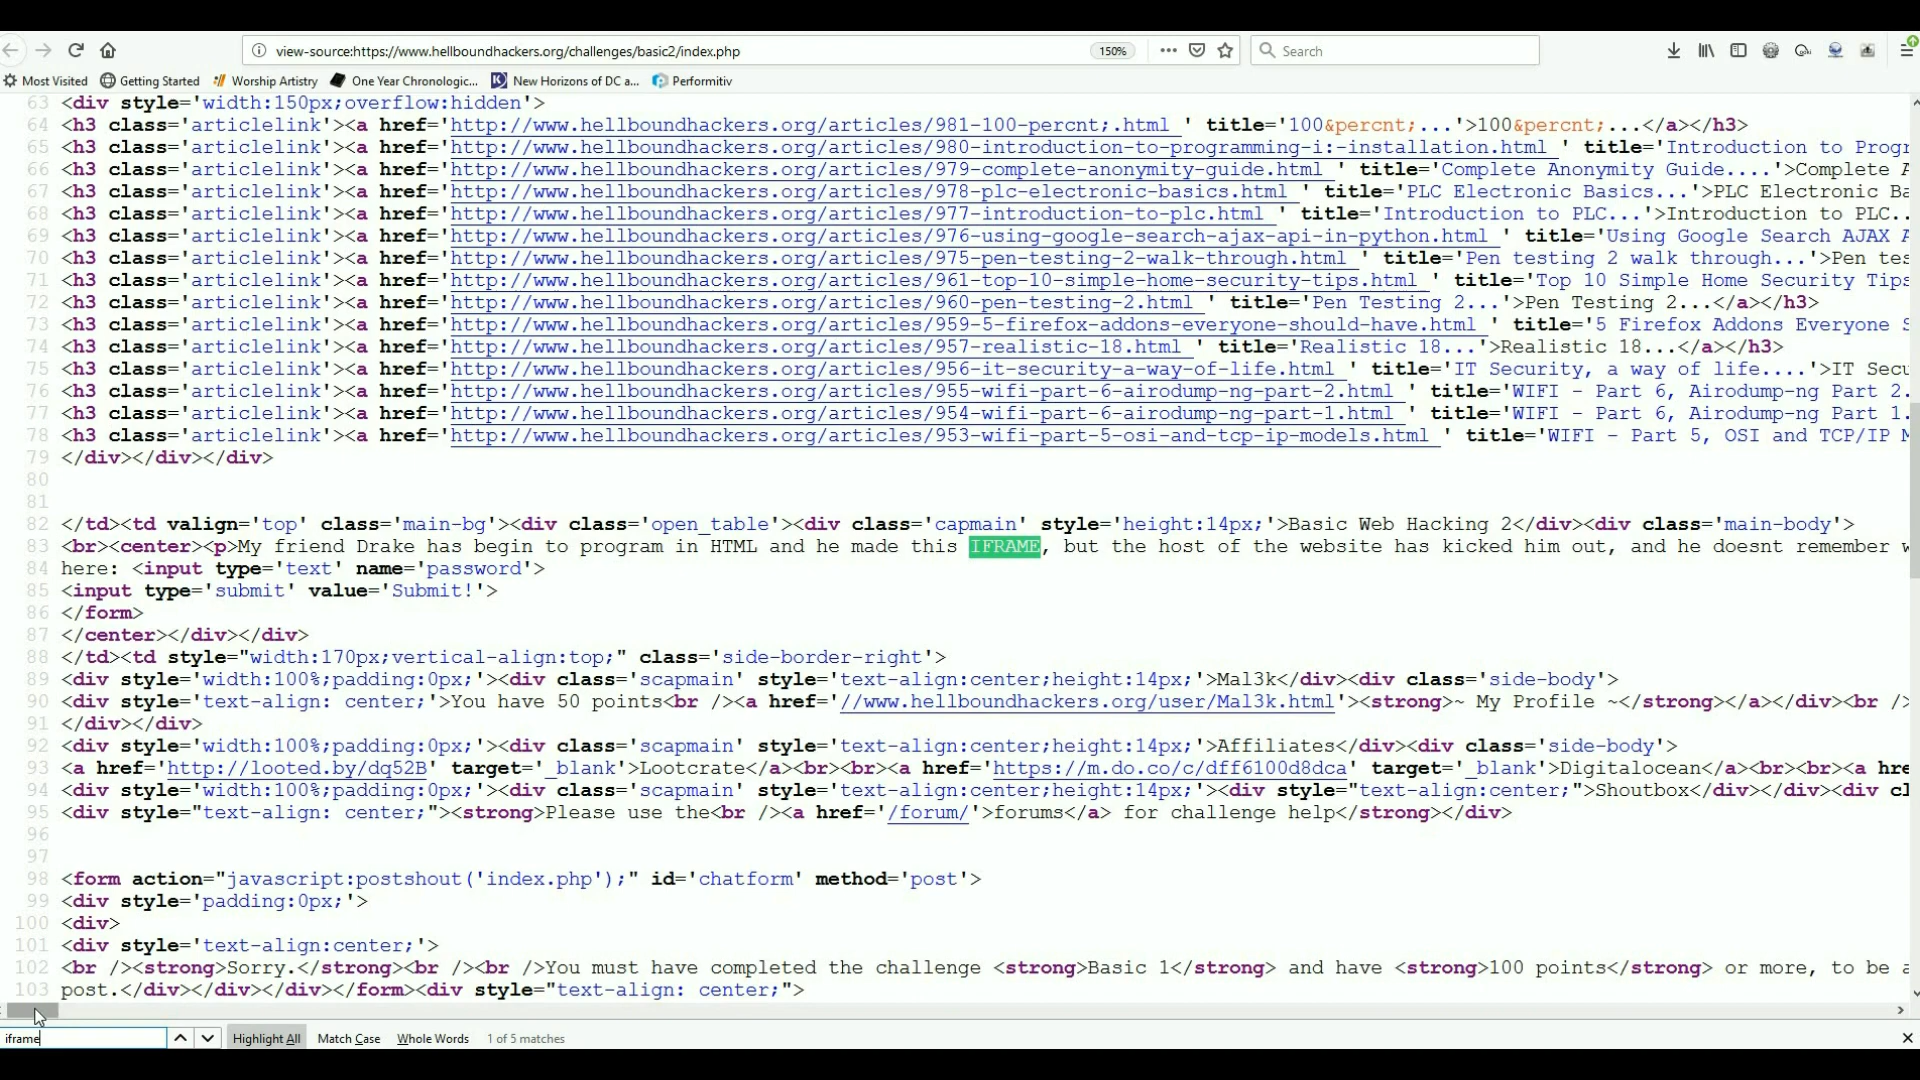 view-source:https://www.hellboundhackers.org/challenges/basic2/index.php 150% Search
Most Visited Getting Started Worship Artistry One Year Chronologic... New Horizons of DC a... Performitiv
63 <div style='width:150px;overflow:hidden'>
64 <h3 class='articlelink'><a href='http://www.hellboundhackers.org/articles/981-100-percnt;.html ' title='100&percnt;...'>100&percnt;...</a></h3>
65 <h3 class='articlelink'><a href='http://www.hellboundhackers.org/articles/980-introduction-to-programming-i:-installation.html ' title='Introduction to Progr
66 <h3 class='articlelink'><a href='http://www.hellboundhackers.org/articles/979-complete-anonymity-guide.html ' title='Complete Anonymity Guide....'>Complete A
67 <h3 class='articlelink'><a href='http://www.hellboundhackers.org/articles/978-plc-electronic-basics.html ' title='PLC Electronic Basics...'>PLC Electronic Ba
68 <h3 class='articlelink'><a href='http://www.hellboundhackers.org/articles/977-introduction-to-plc.html ' title='Introduction to PLC...'>Introduction to PLC..
69 <h3 class='articlelink'><a href='http://www.hellboundhackers.org/articles/976-using-google-search-ajax-api-in-python.html ' title='Using Google Search AJAX A
70 <h3 class='articlelink'><a href='http://www.hellboundhackers.org/articles/975-pen-testing-2-walk-through.html ' title='Pen testing 2 walk through...'>Pen tes
71 <h3 class='articlelink'><a href='http://www.hellboundhackers.org/articles/961-top-10-simple-home-security-tips.html ' title='Top 10 Simple Home Security Tips
72 <h3 class='articlelink'><a href='http://www.hellboundhackers.org/articles/960-pen-testing-2.html ' title='Pen Testing 2...'>Pen Testing 2...</a></h3>
73 <h3 class='articlelink'><a href='http://www.hellboundhackers.org/articles/959-5-firefox-addons-everyone-should-have.html ' title='5 Firefox Addons Everyone S
74 <h3 class='articlelink'><a href='http://www.hellboundhackers.org/articles/957-realistic-18.html ' title='Realistic 18...'>Realistic 18...</a></h3>
75 <h3 class='articlelink'><a href='http://www.hellboundhackers.org/articles/956-it-security-a-way-of-life.html ' title='IT Security, a way of life....'>IT Secu
76 <h3 class='articlelink'><a href='http://www.hellboundhackers.org/articles/955-wifi-part-6-airodump-ng-part-2.html ' title='WIFI - Part 6, Airodump-ng Part 2.
77 <h3 class='articlelink'><a href='http://www.hellboundhackers.org/articles/954-wifi-part-6-airodump-ng-part-1.html ' title='WIFI - Part 6, Airodump-ng Part 1.
78 <h3 class='articlelink'><a href='http://www.hellboundhackers.org/articles/953-wifi-part-5-osi-and-tcp-ip-models.html ' title='WIFI - Part 5, OSI and TCP/IP M
79 </div></div></div>
80
81
82 </td><td valign='top' class='main-bg'><div class='open_table'><div class='capmain' style='height:14px;'>Basic Web Hacking 2</div><div class='main-body'>
83 <br><center><p>My friend Drake has begin to program in HTML and he made this IFRAME, but the host of the website has kicked him out, and he doesnt remember w
84 here: <input type='text' name='password'>
85 <input type='submit' value='Submit!'>
86 </form>
87 </center></div></div>
88 </td><td style="width:170px;vertical-align:top;" class='side-border-right'>
89 <div style='width:100%;padding:0px;'><div class='scapmain' style='text-align:center;height:14px;'>Mal3k</div><div class='side-body'>
90 <div style='text-align: center;'>You have 50 points<br /><a href='//www.hellboundhackers.org/user/Mal3k.html'><strong>~ My Profile ~</strong></a></div><br />
91 </div></div>
92 <div style='width:100%;padding:0px;'><div class='scapmain' style='text-align:center;height:14px;'>Affiliates</div><div class='side-body'>
93 <a href='http://looted.by/dq52B' target='_blank'>Lootcrate</a><br><br><a href='https://m.do.co/c/dff6100d8dca' target='_blank'>Digitalocean</a><br><br><a hre
94 <div style='width:100%;padding:0px;'><div class='scapmain' style='text-align:center;height:14px;'><div style="text-align:center;">Shoutbox</div></div><div cl
95 <div style="text-align: center;"><strong>Please use the<br /><a href='/forum/'>forums</a> for challenge help</strong></div>
96
97
98 <form action="javascript:postshout('index.php');" id='chatform' method='post'>
99 <div style='padding:0px;'>
100 <div>
101 <div style='text-align:center;'>
102 <br /><strong>Sorry.</strong><br /><br />You must have completed the challenge <strong>Basic 1</strong> and have <strong>100 points</strong> or more, to be a
103 post.</div></div></div></form><div style="text-align: center;">
iframe Highlight All Match Case Whole Words 1 of 5 matches